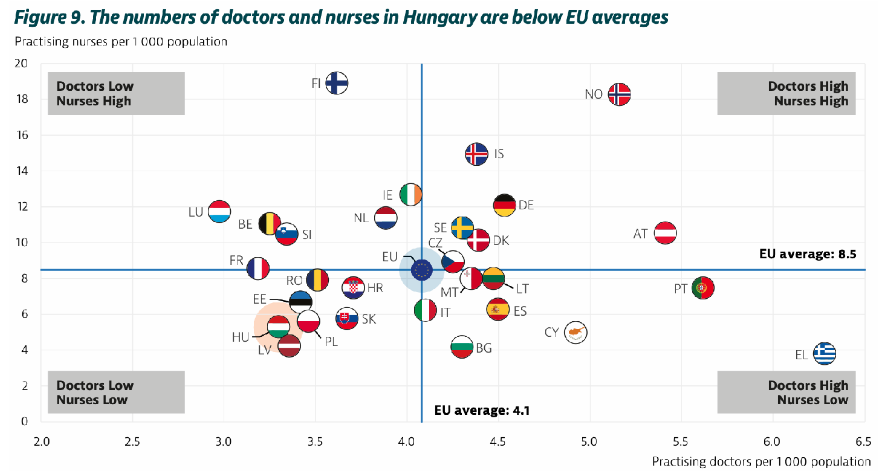 Figure 9. The numbers of doctors and nurses in Hungary are below EU averages
Practising nurses per 1 000 population
20
Doctors Low
Nurses High
Doctors High
Nurses High
FI
NO
18
16
IS
14
IE
DE
LU
NL
12
BE
SI
SE
DK
AT
10
CZ
EU
EU average: 8.5
FR
8
RO
HR
MT
LT
PT
EE
6
SK
IT
ES
HU
PL
CY
4
LV
BG
EL
2
Doctors Low
Nurses Low
Doctors High
Nurses Low
EU average: 4.1
0
2.0 3.0 3.5 4.0 4.5 5.0 5.5 6.0 6.5
Practising doctors per 1 000 population